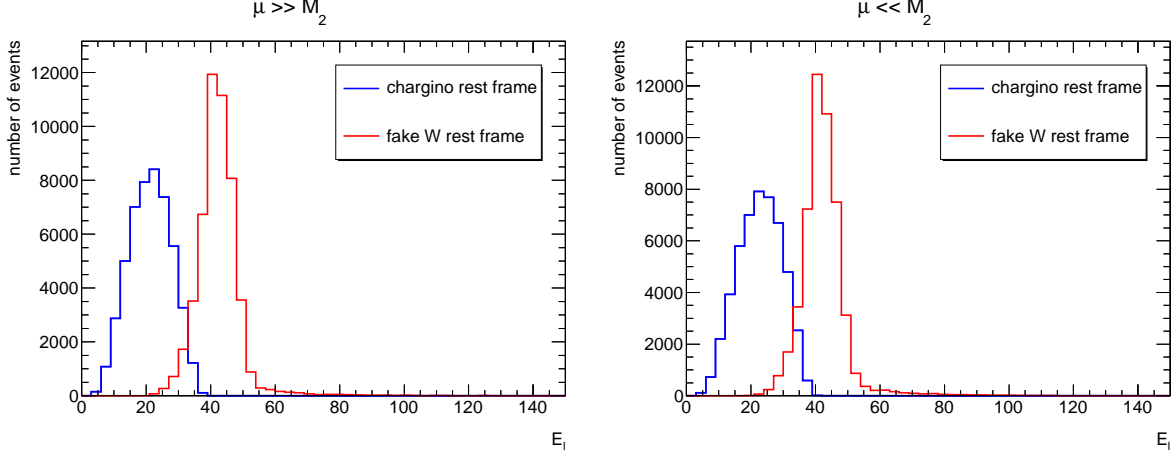 μ >> M₂
number of events
12000
10000
8000
6000
4000
2000
0
0 20 40 60 80 100 120 140
E_l
chargino rest frame
fake W rest frame
μ << M₂
number of events
12000
10000
8000
6000
4000
2000
0
0 20 40 60 80 100 120 140
E_l
chargino rest frame
fake W rest frame